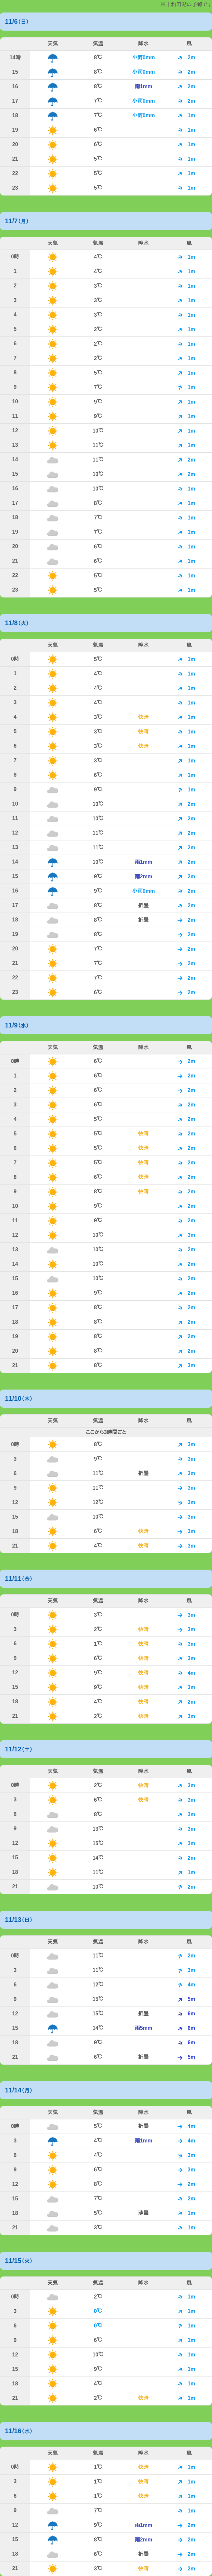 11/6(日)
天気 気温 降水 風
14時 8℃ 小雨0mm 2m
15 8℃ 小雨0mm 2m
16 8℃ 雨1mm 2m
17 7℃ 小雨0mm 2m
18 7℃ 小雨0mm 1m
19 6℃ 1m
20 6℃ 1m
21 5℃ 1m
22 5℃ 1m
23 5℃ 1m
11/7(月)
天気 気温 降水 風
0時 4℃ 1m
1 4℃ 1m
2 3℃ 1m
3 3℃ 1m
4 3℃ 1m
5 2℃ 1m
6 2℃ 1m
7 2℃ 1m
8 5℃ 1m
9 7℃ 1m
10 9℃ 1m
11 9℃ 1m
12 10℃ 1m
13 11℃ 1m
14 11℃ 2m
15 10℃ 2m
16 10℃ 1m
17 8℃ 1m
18 7℃ 1m
19 7℃ 1m
20 6℃ 1m
21 6℃ 1m
22 5℃ 1m
23 5℃ 1m
11/8(火)
天気 気温 降水 風
0時 5℃ 1m
1 4℃ 1m
2 4℃ 1m
3 4℃ 1m
4 3℃ 快晴 1m
5 3℃ 快晴 1m
6 3℃ 快晴 1m
7 3℃ 1m
8 6℃ 1m
9 9℃ 1m
10 10℃ 2m
11 10℃ 2m
12 11℃ 2m
13 11℃ 2m
14 10℃ 雨1mm 2m
15 9℃ 雨2mm 2m
16 9℃ 小雨0mm 2m
17 8℃ 折曇 2m
18 8℃ 折曇 2m
19 8℃ 2m
20 7℃ 2m
21 7℃ 2m
22 7℃ 2m
23 6℃ 2m
11/9(水)
天気 気温 降水 風
0時 6℃ 2m
1 6℃ 2m
2 6℃ 2m
3 6℃ 2m
4 5℃ 2m
5 5℃ 快晴 2m
6 5℃ 快晴 2m
7 5℃ 快晴 2m
8 6℃ 快晴 2m
9 8℃ 快晴 2m
10 9℃ 2m
11 9℃ 2m
12 10℃ 3m
13 10℃ 2m
14 10℃ 2m
15 10℃ 2m
16 9℃ 2m
17 8℃ 2m
18 8℃ 2m
19 8℃ 2m
20 8℃ 2m
21 8℃ 3m
11/10(木)
天気 気温 降水 風
ここから3時間ごと
0時 8℃ 3m
3 9℃ 3m
6 11℃ 折曇 3m
9 11℃ 3m
12 12℃ 3m
15 10℃ 3m
18 6℃ 快晴 3m
21 4℃ 快晴 3m
11/11(金)
天気 気温 降水 風
0時 3℃ 3m
3 2℃ 快晴 3m
6 1℃ 快晴 3m
9 6℃ 快晴 3m
12 9℃ 快晴 4m
15 9℃ 快晴 3m
18 4℃ 快晴 2m
21 2℃ 快晴 3m
11/12(土)
天気 気温 降水 風
0時 2℃ 快晴 3m
3 6℃ 快晴 3m
6 8℃ 3m
9 13℃ 3m
12 15℃ 3m
15 14℃ 2m
18 11℃ 1m
21 10℃ 2m
11/13(日)
天気 気温 降水 風
0時 11℃ 2m
3 11℃ 3m
6 12℃ 4m
9 15℃ 5m
12 15℃ 折曇 6m
15 14℃ 雨5mm 6m
18 9℃ 6m
21 6℃ 折曇 5m
11/14(月)
天気 気温 降水 風
0時 5℃ 折曇 4m
3 4℃ 雨1mm 4m
6 4℃ 3m
9 6℃ 3m
12 8℃ 2m
15 7℃ 2m
18 5℃ 薄曇 1m
21 3℃ 1m
11/15(火)
天気 気温 降水 風
0時 2℃ 1m
3 0℃ 1m
6 0℃ 1m
9 6℃ 1m
12 10℃ 1m
15 9℃ 1m
18 4℃ 1m
21 2℃ 快晴 1m
11/16(水)
天気 気温 降水 風
0時 1℃ 快晴 1m
3 1℃ 快晴 1m
6 1℃ 快晴 1m
9 7℃ 1m
12 9℃ 雨1mm 2m
15 8℃ 雨2mm 2m
18 6℃ 折曇 2m
21 3℃ 快晴 2m